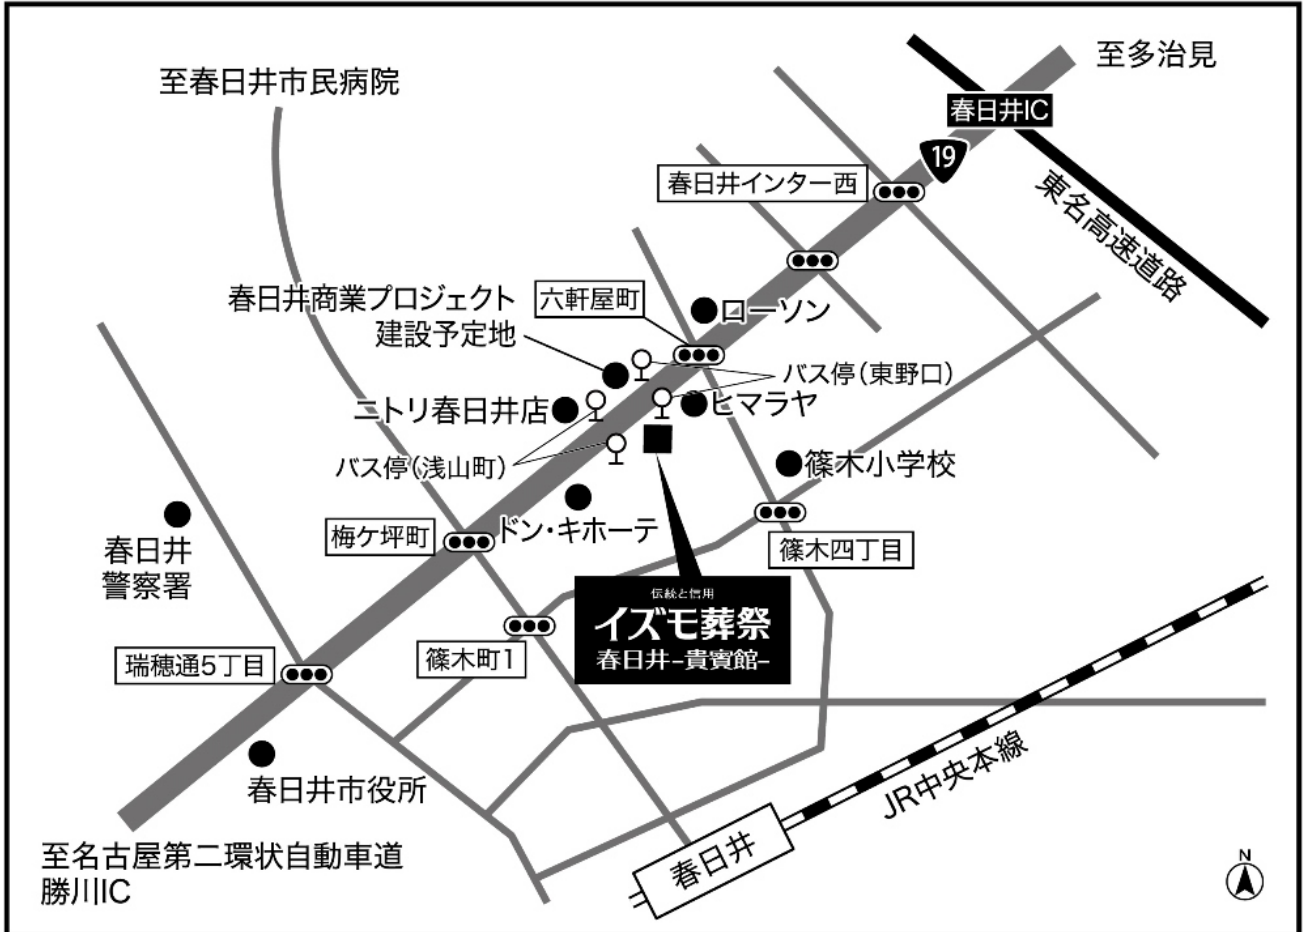 至多治見
至春日井市民病院
春日井IC
19
春日井インター西
東名高速道路
春日井商業プロジェクト
建設予定地
六軒屋町
ローソン
バス停(東野口)
ニトリ春日井店
ヒマラヤ
バス停(浅山町)
篠木小学校
梅ケ坪町
ドン・キホーテ
篠木四丁目
春日井
警察署
伝統と信用
イズモ葬祭
春日井-貴賓館-
瑞穂通5丁目
篠木町1
春日井市役所
JR中央本線
春日井
至名古屋第二環状自動車道
勝川IC
N